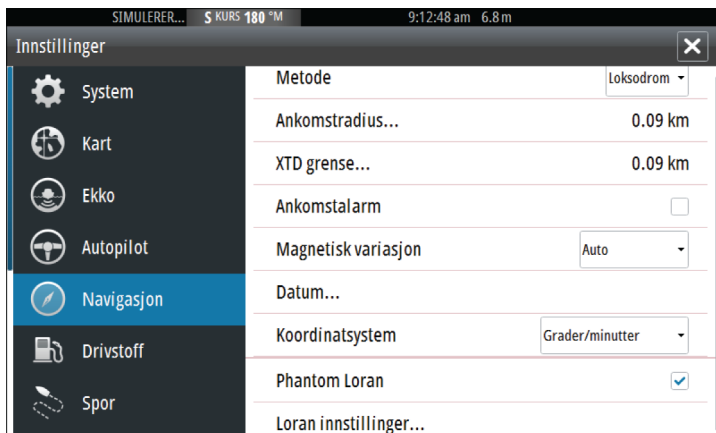 SIMULERER... S KURS 180 °M 9:12:48 am 6.8 m
Innstillinger
System
Kart
Ekko
Autopilot
Navigasjon
Drivstoff
Spor
Metode Loksodrom
Ankomstradius... 0.09 km
XTD grense... 0.09 km
Ankomstalarm
Magnetisk variasjon Auto
Datum...
Koordinatsystem Grader/minutter
Phantom Loran
Loran innstillinger...